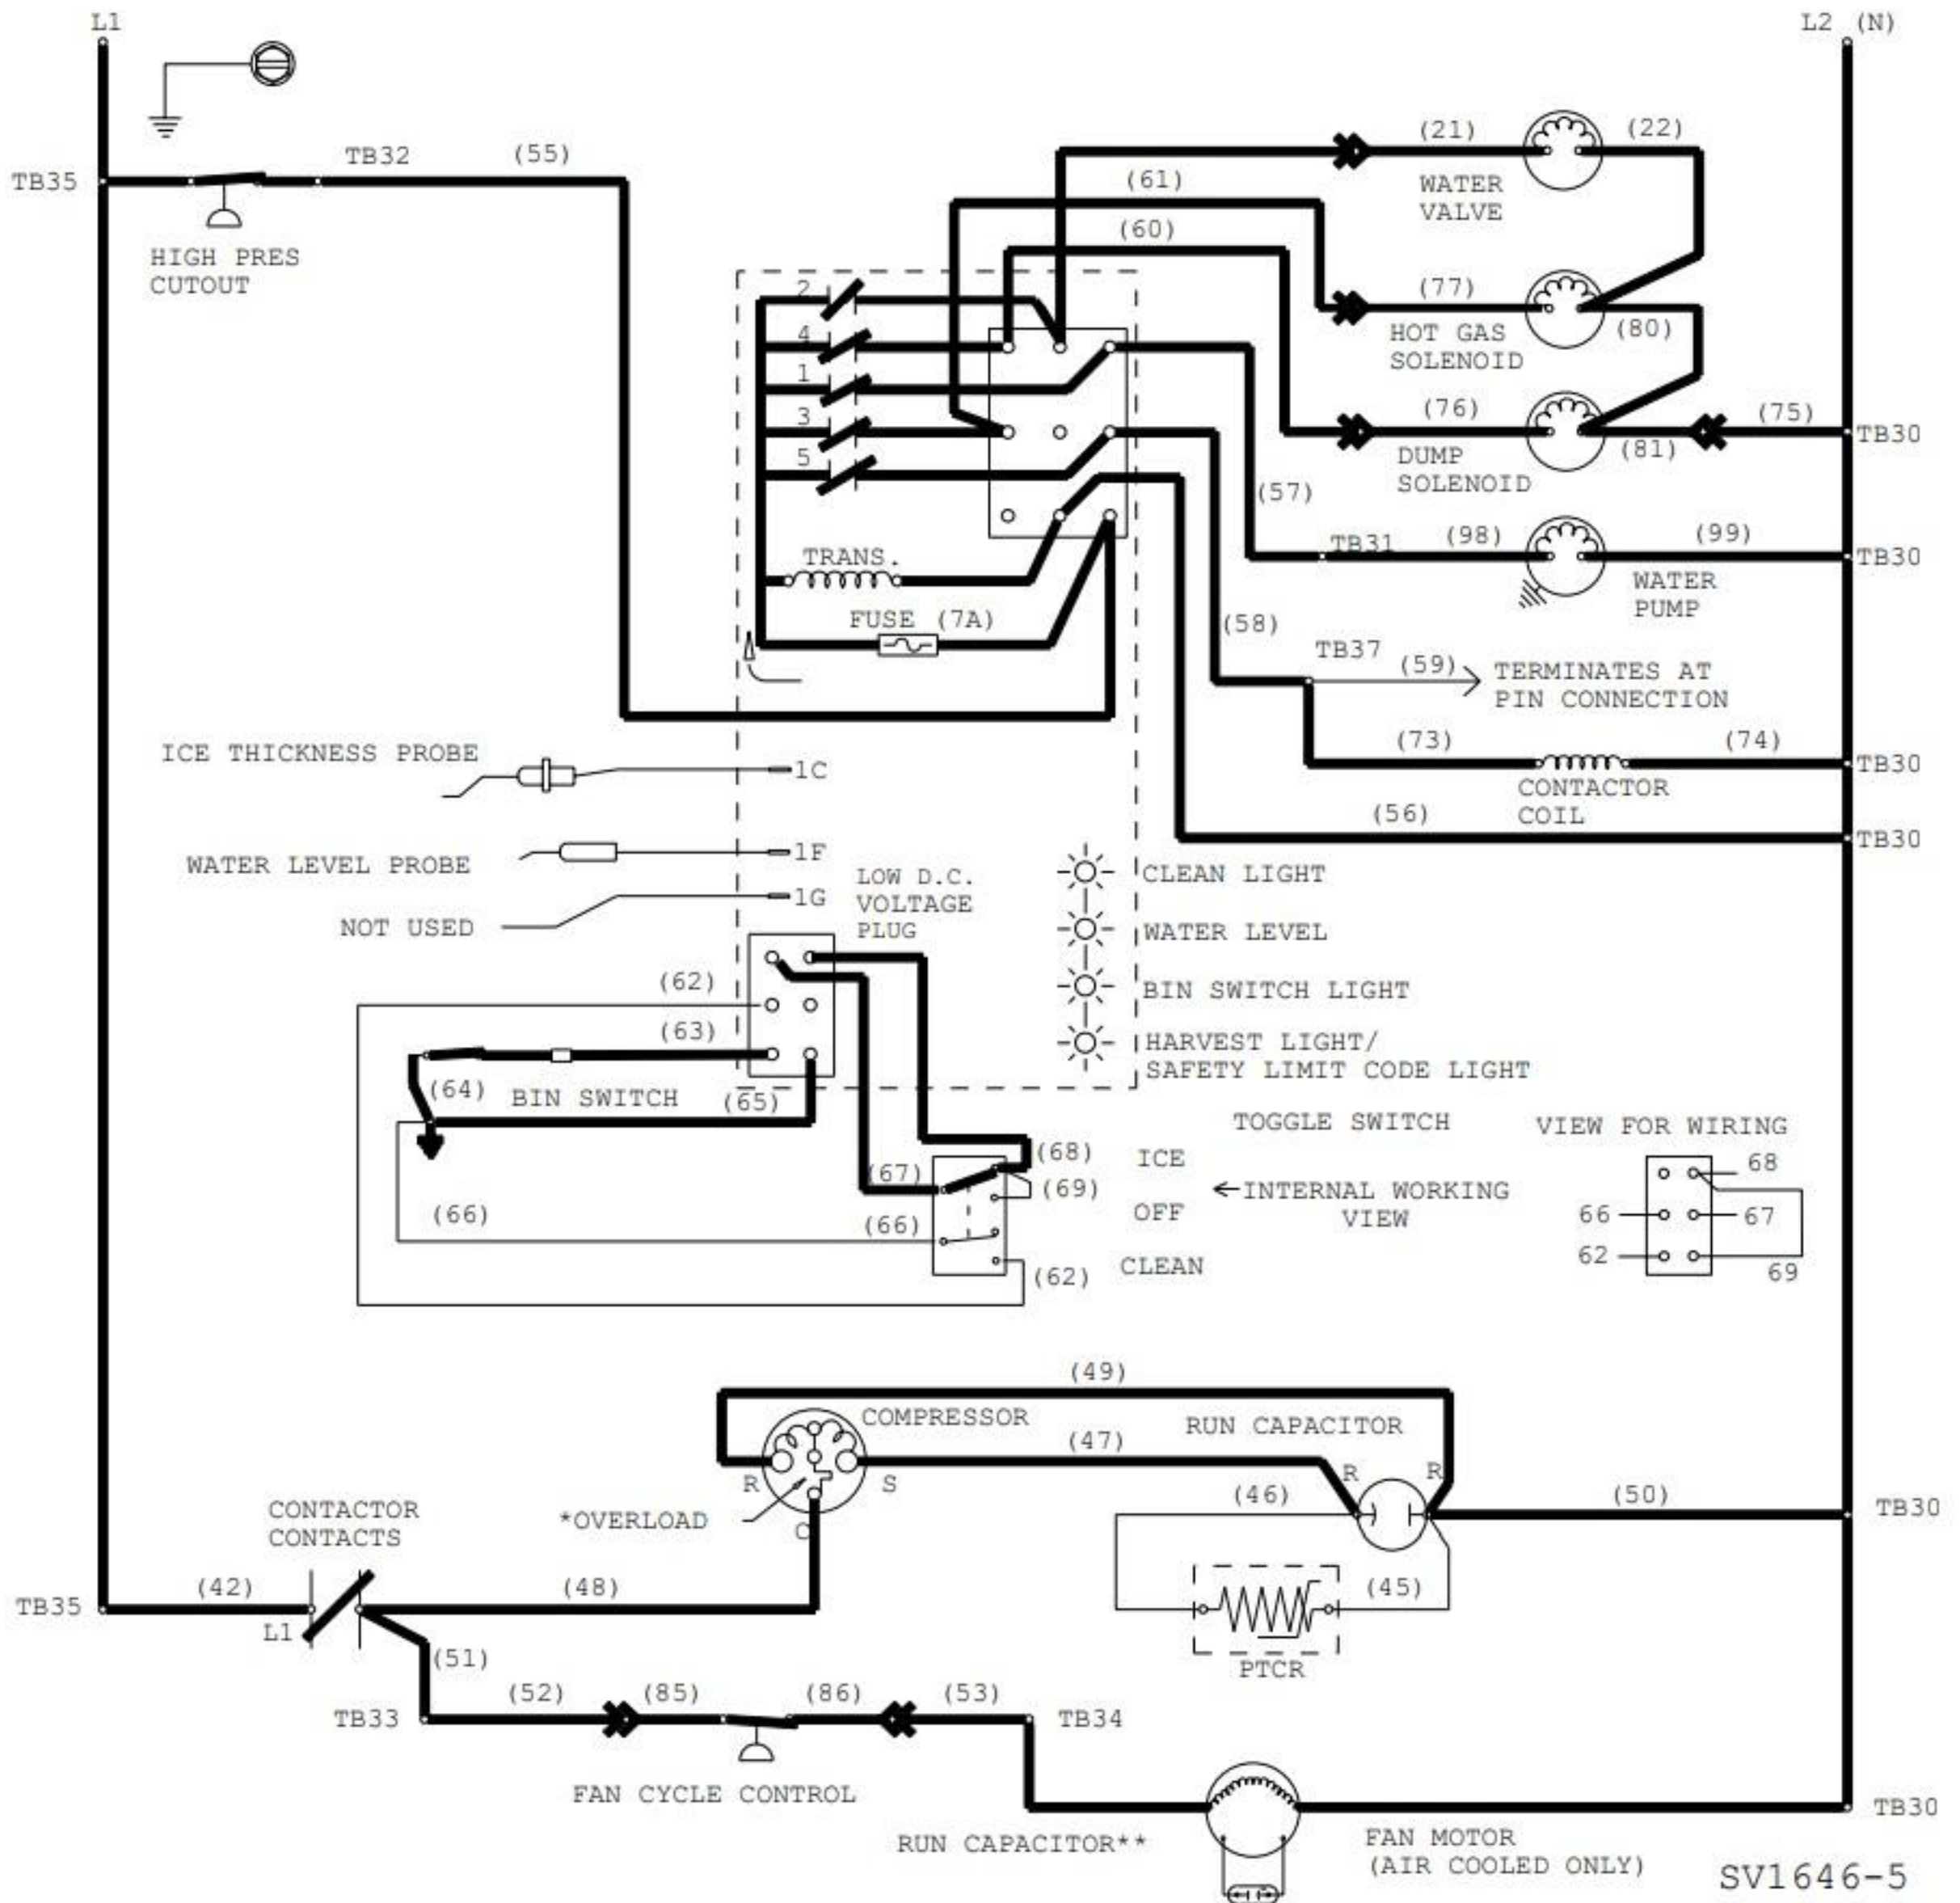 L1
L2 (N)
TB35
TB32
(55)
HIGH PRES
CUTOUT
(21)
(22)
WATER
VALVE
(61)
(60)
(77)
(80)
HOT GAS
SOLENOID
(76)
(81)
(75)
TB30
DUMP
SOLENOID
2
4
1
3
5
(57)
TB31
(98)
(99)
TB30
WATER
PUMP
TRANS.
FUSE (7A)
(58)
TB37
(59)
TERMINATES AT
PIN CONNECTION
(73)
(74)
TB30
CONTACTOR
COIL
(56)
TB30
ICE THICKNESS PROBE
1C
WATER LEVEL PROBE
1F
NOT USED
1G
LOW D.C.
VOLTAGE
PLUG
CLEAN LIGHT
WATER LEVEL
BIN SWITCH LIGHT
HARVEST LIGHT/
SAFETY LIMIT CODE LIGHT
(62)
(63)
(64)
BIN SWITCH
(65)
(66)
(67)
(68)
(69)
(66)
(62)
TOGGLE SWITCH
ICE
OFF
CLEAN
INTERNAL WORKING
VIEW
VIEW FOR WIRING
68
66
67
62
69
(49)
COMPRESSOR
RUN CAPACITOR
(47)
R
S
C
*OVERLOAD
R
R
(46)
(50)
TB30
(45)
PTCR
CONTACTOR
CONTACTS
TB35
(42)
L1
(48)
(51)
TB33
(52)
(85)
(86)
(53)
TB34
FAN CYCLE CONTROL
RUN CAPACITOR**
FAN MOTOR
(AIR COOLED ONLY)
TB30
SV1646-5